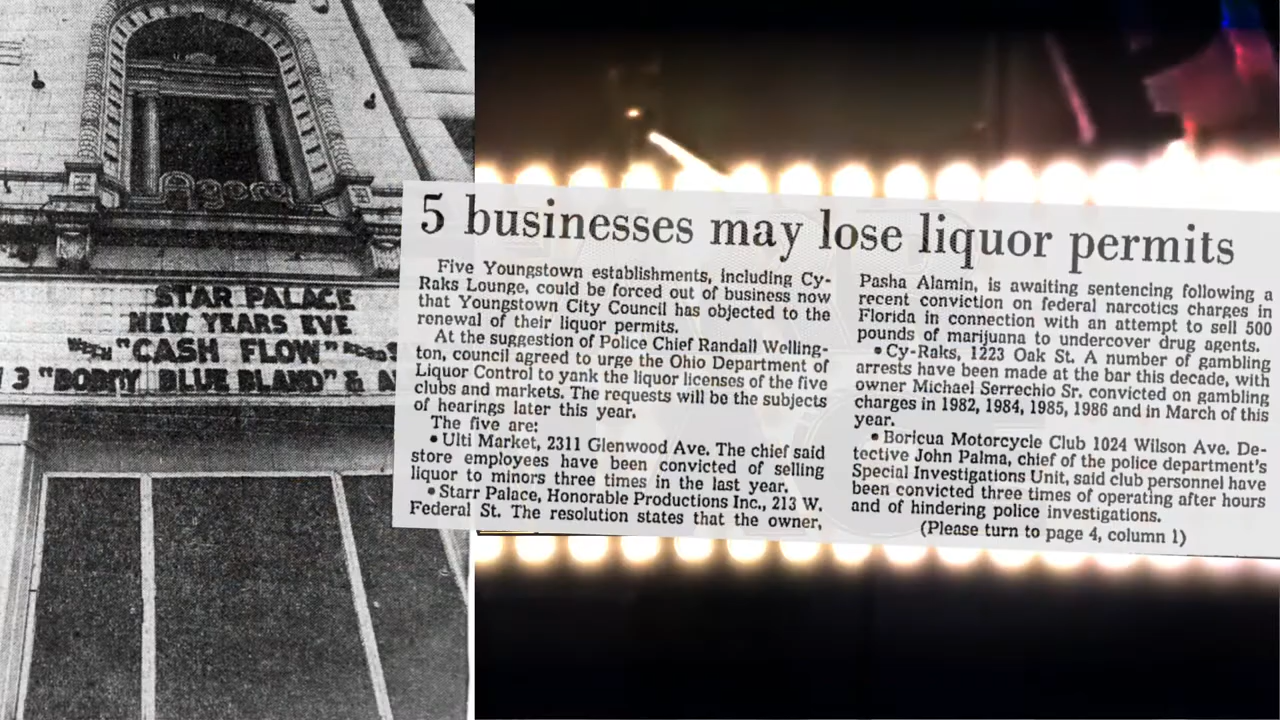 agora
STAR PALACE
NEW YEARS EVE
WITH "CASH FLOW"
3 "BOBBY BLUE BLAND" &
5 businesses may lose liquor permits
Five Youngstown establishments, including Cy-
Raks Lounge, could be forced out of business now
that Youngstown City Council has objected to the
renewal of their liquor permits.
At the suggestion of Police Chief Randall Welling-
ton, council agreed to urge the Ohio Department of
Liquor Control to yank the liquor licenses of the five
clubs and markets. The requests will be the subjects
of hearings later this year.
The five are:
• Ulti Market, 2311 Glenwood Ave. The chief said
store employees have been convicted of selling
liquor to minors three times in the last year.
• Starr Palace, Honorable Productions Inc., 213 W.
Federal St. The resolution states that the owner,
Pasha Alamin, is awaiting sentencing following a
recent conviction on federal narcotics charges in
Florida in connection with an attempt to sell 500
pounds of marijuana to undercover drug agents.
• Cy-Raks, 1223 Oak St. A number of gambling
arrests have been made at the bar this decade, with
owner Michael Serrechio Sr. convicted on gambling
charges in 1982, 1984, 1985, 1986 and in March of this
year.
• Boricua Motorcycle Club 1024 Wilson Ave. De-
tective John Palma, chief of the police department's
Special Investigations Unit, said club personnel have
been convicted three times of operating after hours
and of hindering police investigations.
(Please turn to page 4, column 1)